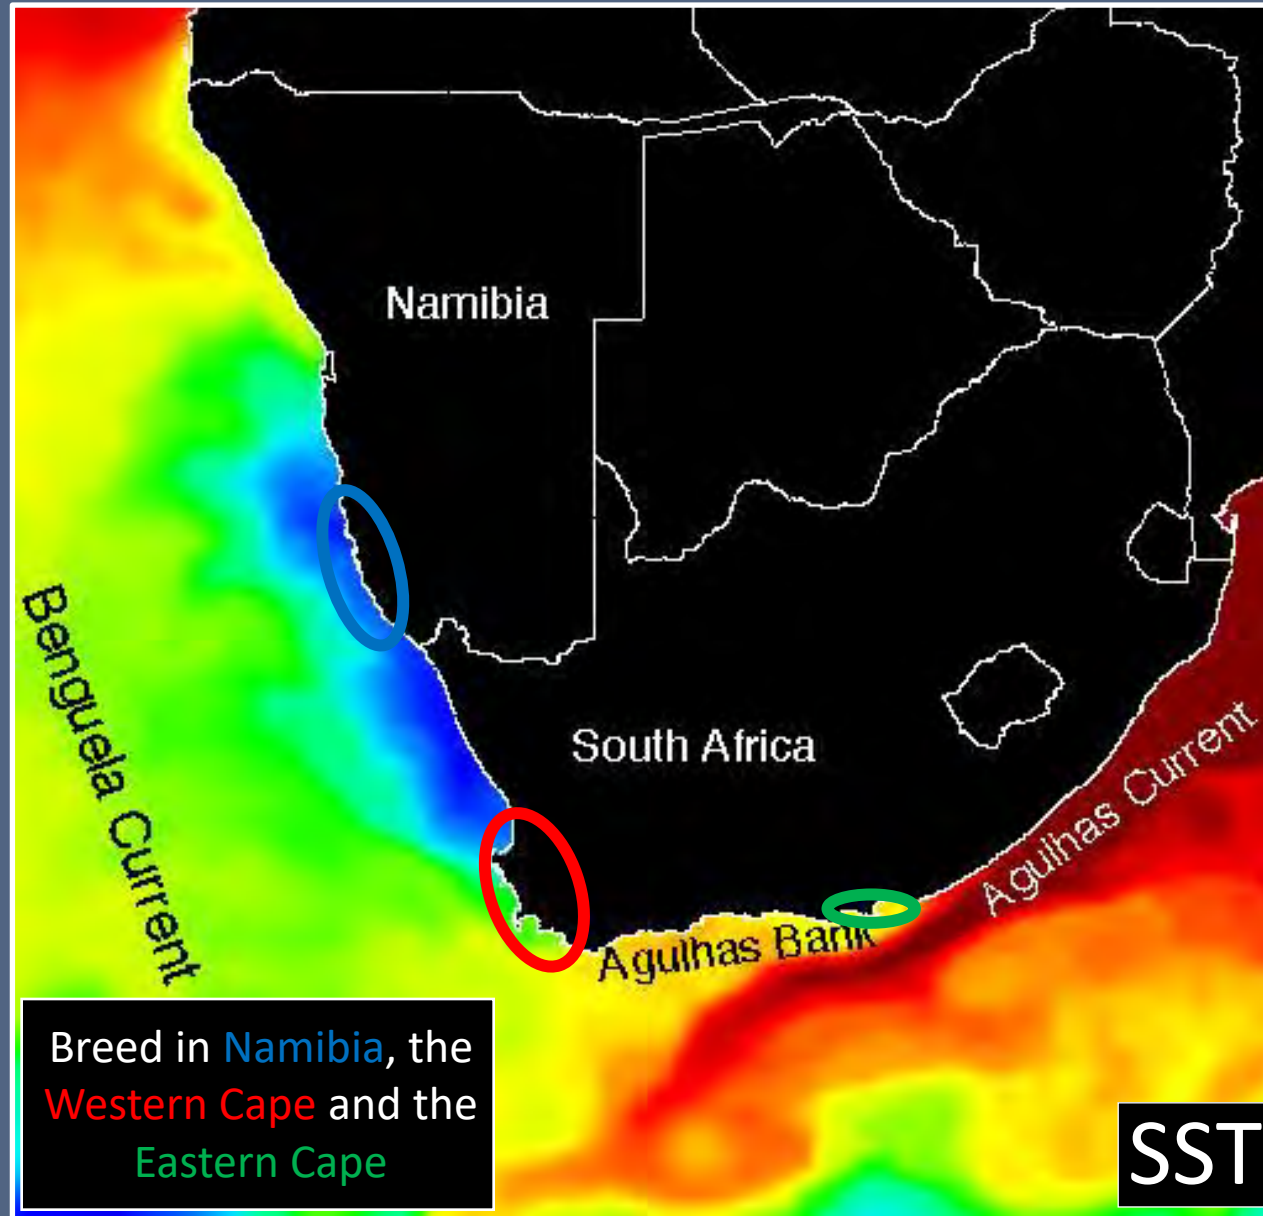 Namibia
Benguela Current
South Africa
Agulhas Current
Agulhas Bank
Breed in Namibia, the
Western Cape and the
Eastern Cape
SST